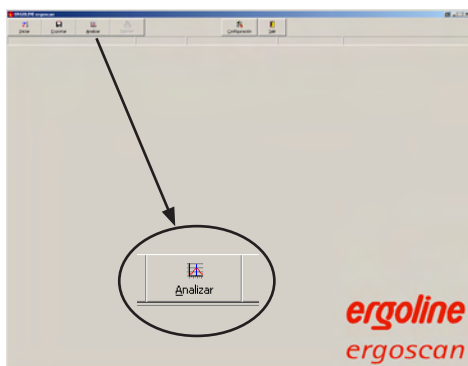 ERGOLINE ergoscan
Iniciar Exportar Analizar Configuración Salir
Analizar
ergoline
ergoscan